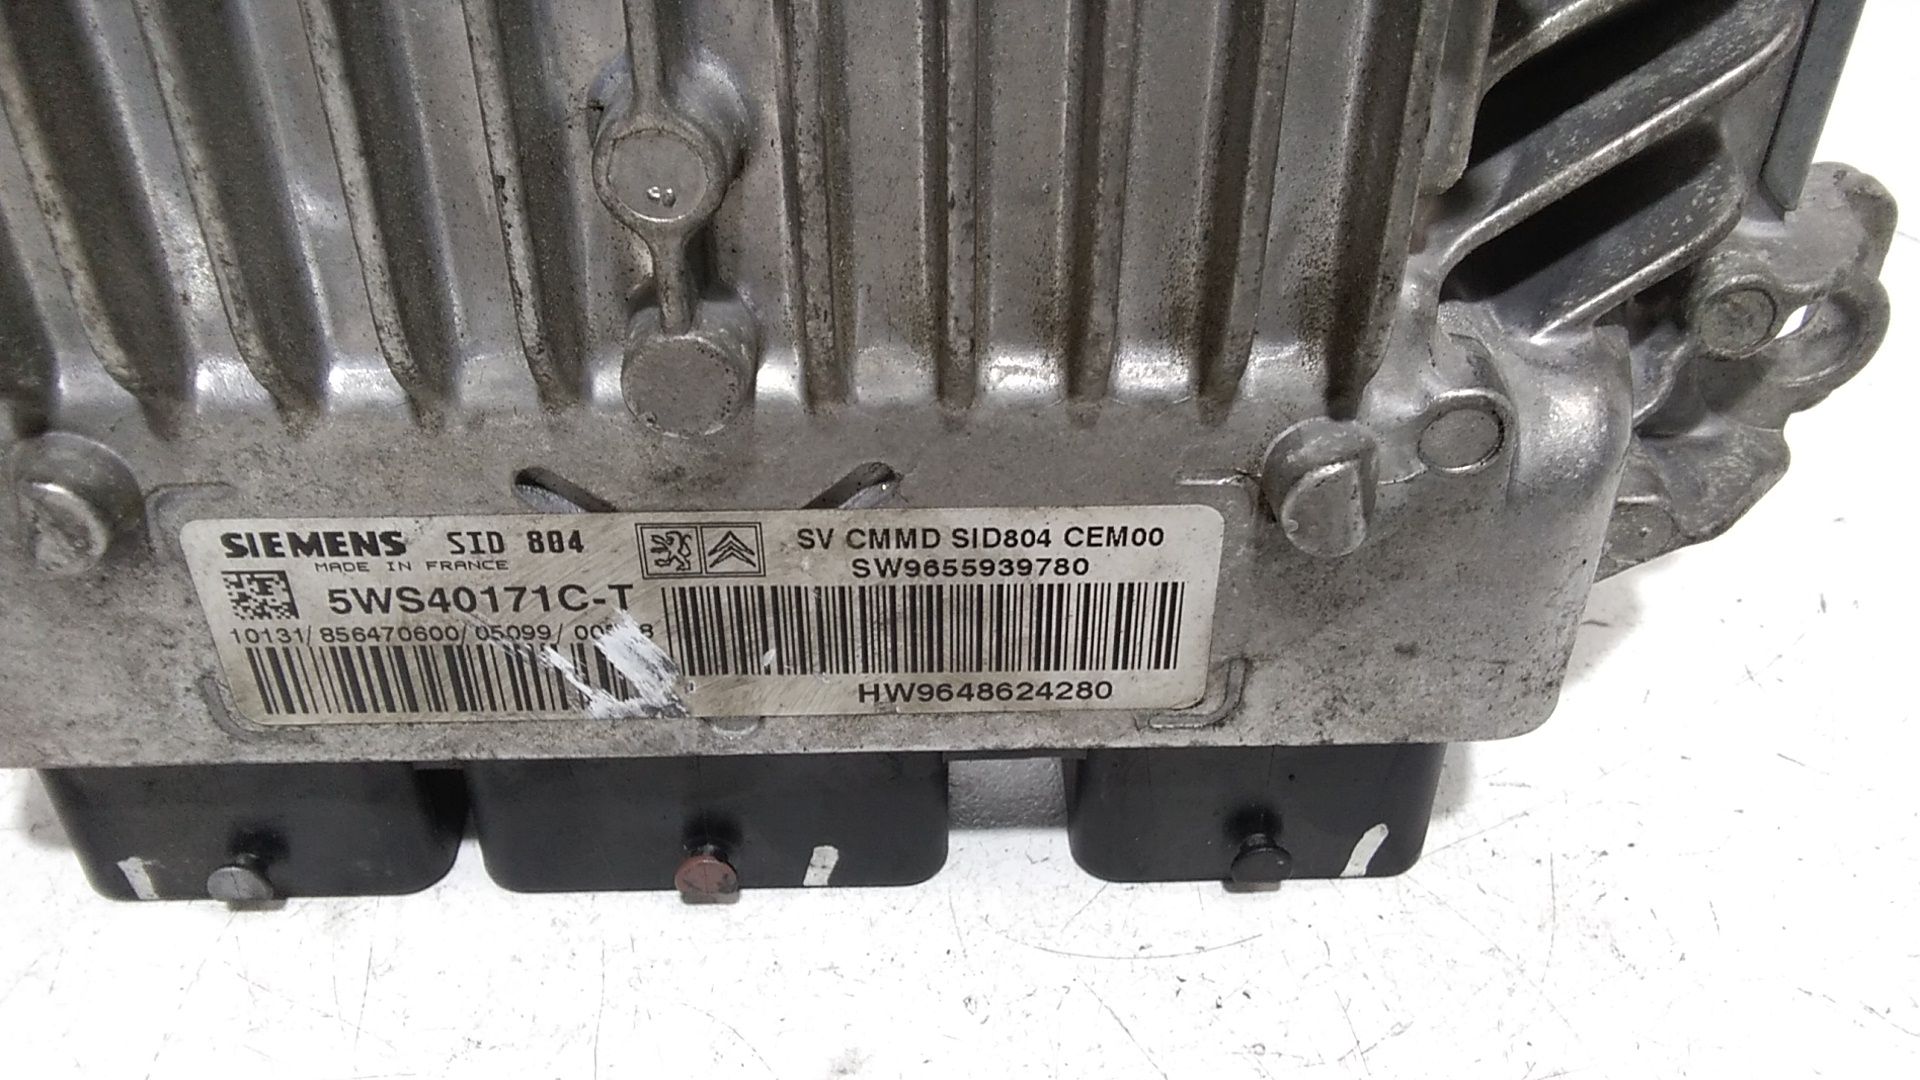 SIEMENS SID 804
MADE IN FRANCE
5WS40171C-T
10131/856470600/05099/
SV CMMD SID804 CEM00
SW9655939780
HW9648624280